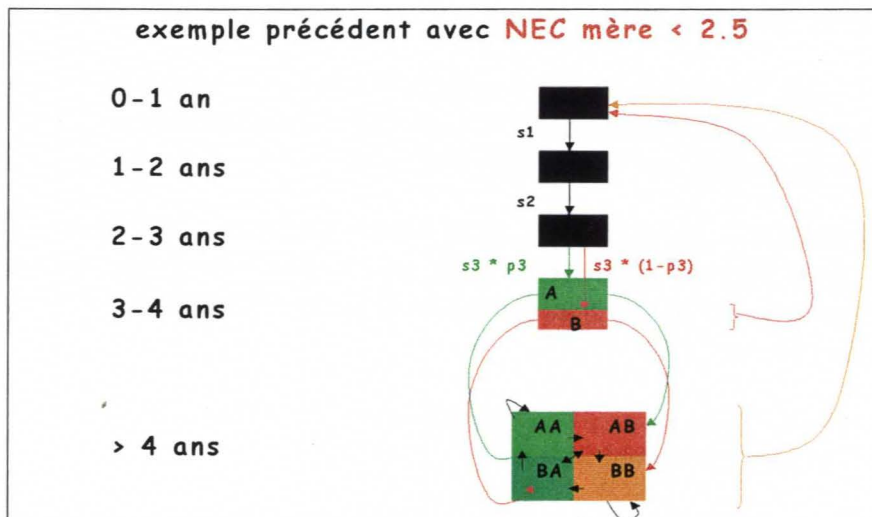 exemple précédent avec NEC mère < 2.5
0-1 an
s1
1-2 ans
s2
2-3 ans
s3 * p3 s3 * (1-p3)
A
3-4 ans
B
AA AB
> 4 ans
BA BB